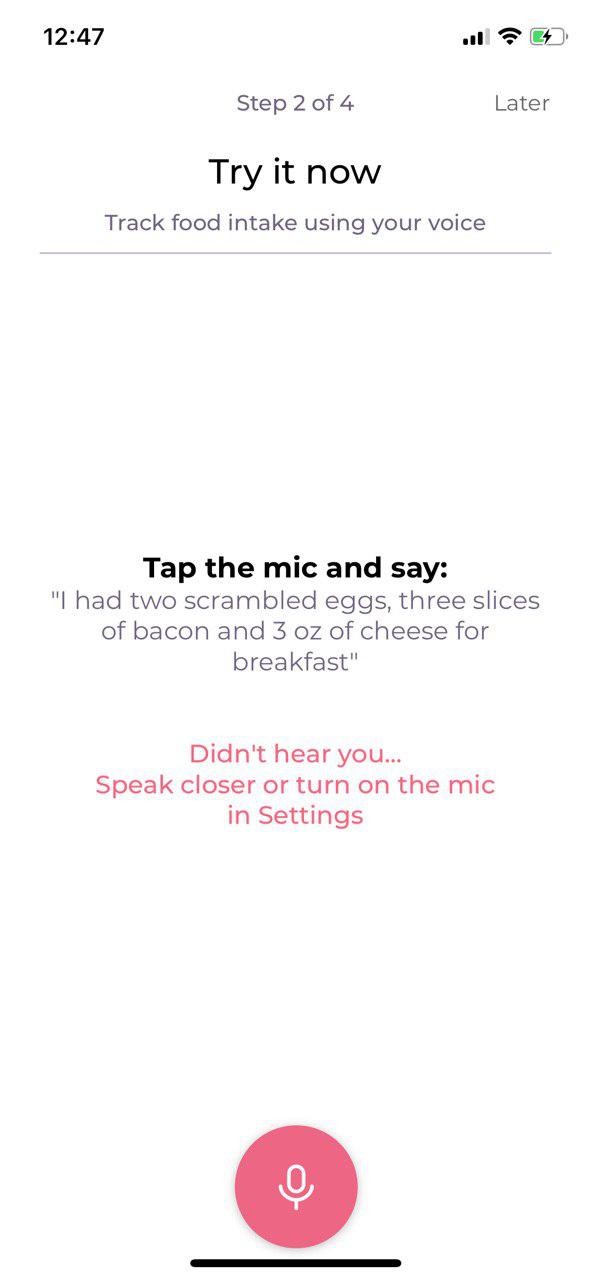 12:47
Step 2 of 4
Later
Try it now
Track food intake using your voice
Tap the mic and say:
"I had two scrambled eggs, three slices
of bacon and 3 oz of cheese for
breakfast"
Didn't hear you...
Speak closer or turn on the mic
in Settings